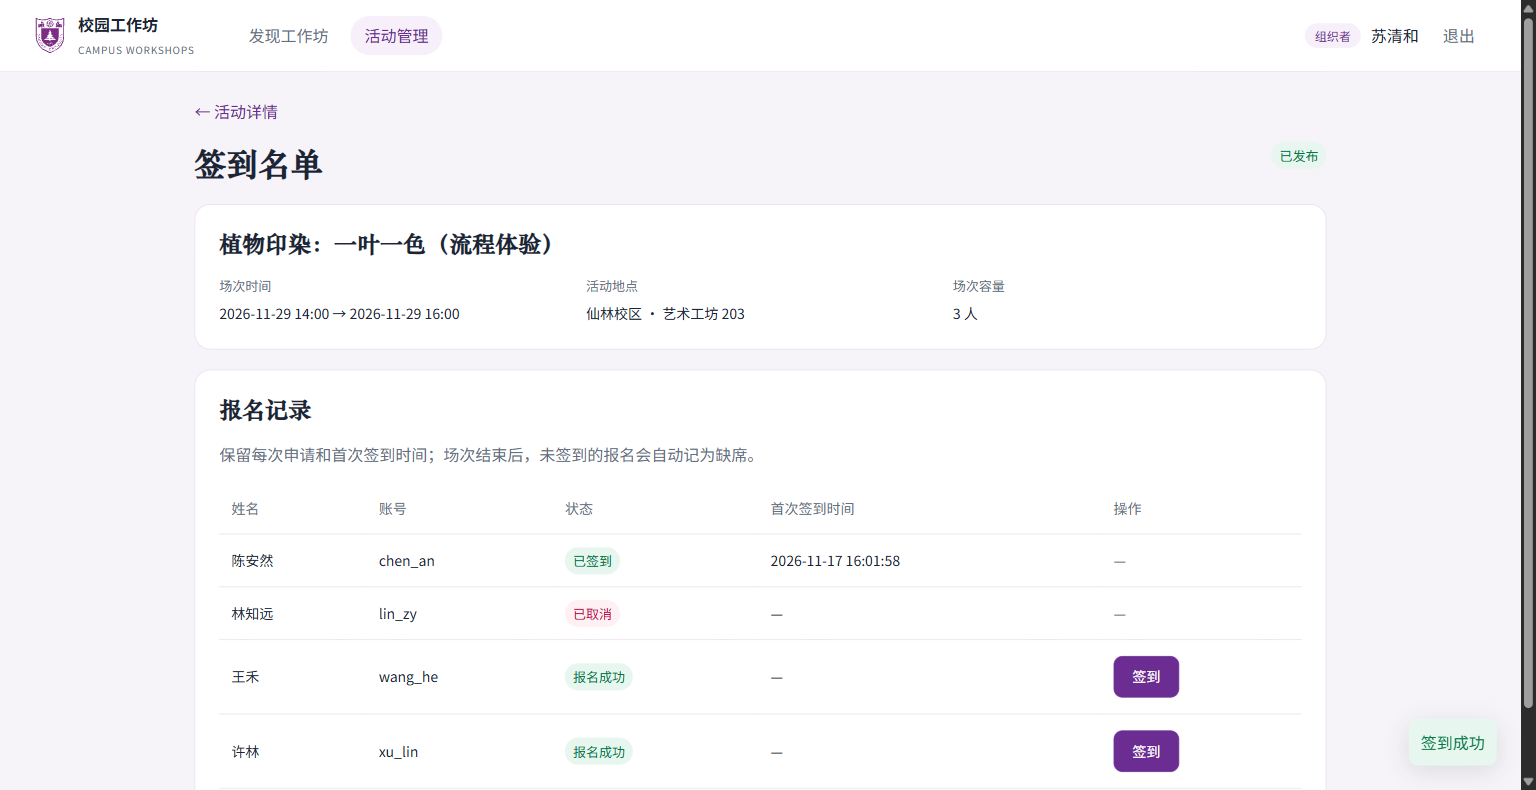 校园工作坊
CAMPUS WORKSHOPS
发现工作坊
活动管理
组织者
苏清和
退出
← 活动详情
签到名单
已发布
植物印染：一叶一色（流程体验）
场次时间
活动地点
场次容量
2026-11-29 14:00 → 2026-11-29 16:00
仙林校区 · 艺术工坊 203
3 人
报名记录
保留每次申请和首次签到时间；场次结束后，未签到的报名会自动记为缺席。
姓名 账号 状态 首次签到时间 操作
陈安然 chen_an 已签到 2026-11-17 16:01:58 —
林知远 lin_zy 已取消 — —
王禾 wang_he 报名成功 — 签到
许林 xu_lin 报名成功 — 签到
签到成功